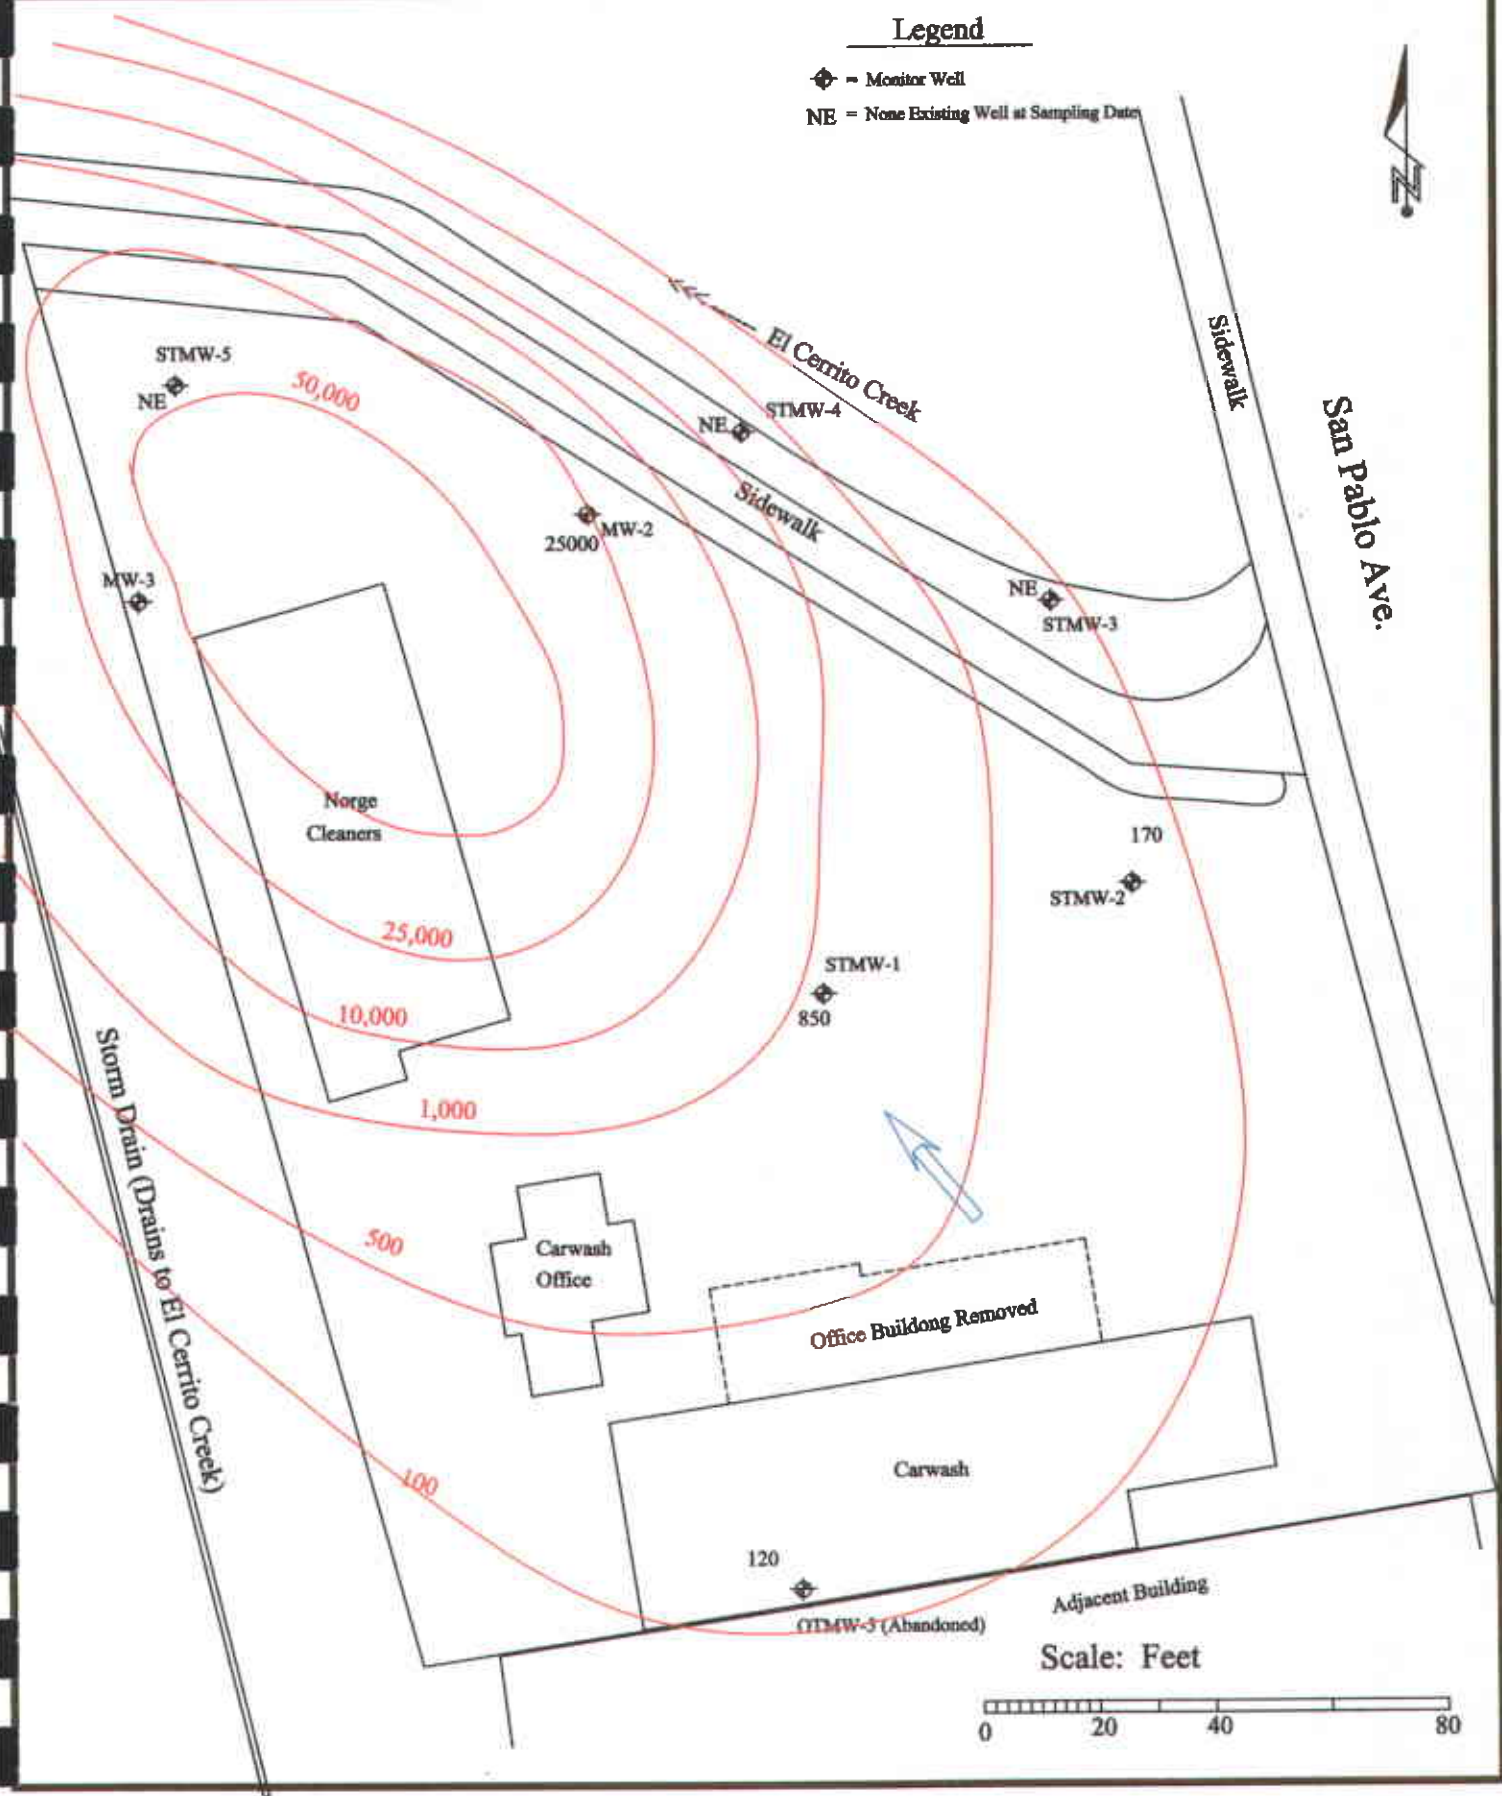 Legend
= Monitor Well
NE = None Existing Well at Sampling Date
N
El Cerrito Creek
Sidewalk
San Pablo Ave.
STMW-5
NE
50,000
STMW-4
NE
Sidewalk
MW-2
25000
MW-3
NE
STMW-3
Norge
Cleaners
170
STMW-2
25,000
STMW-1
850
10,000
1,000
Storm Drain (Drains to El Cerrito Creek)
500
Carwash
Office
Office Buildong Removed
100
Carwash
120
OTMW-3 (Abandoned)
Adjacent Building
Scale: Feet
0 20 40 80